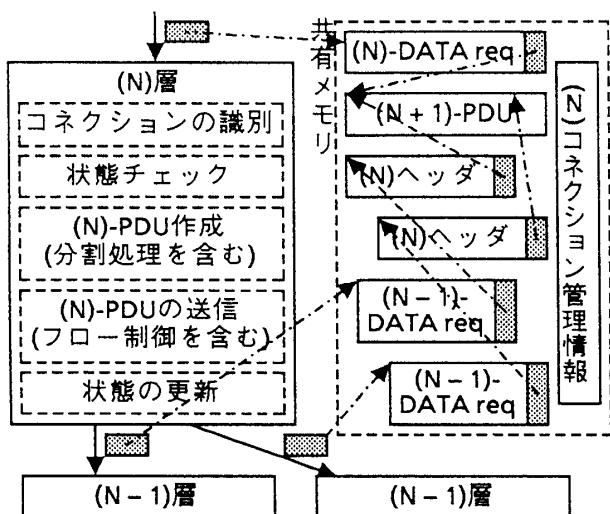 (N)層
コネクションの識別
状態チェック
(N)-PDU作成
(分割処理を含む)
(N)-PDUの送信
(フロー制御を含む)
状態の更新
(N－1)層
(N－1)層
共有メモリ
(N)-DATA req
(N＋1)-PDU
(N)ヘッダ
(N)ヘッダ
(N－1)-
DATA req
(N－1)-
DATA req
(N)コネクション管理情報